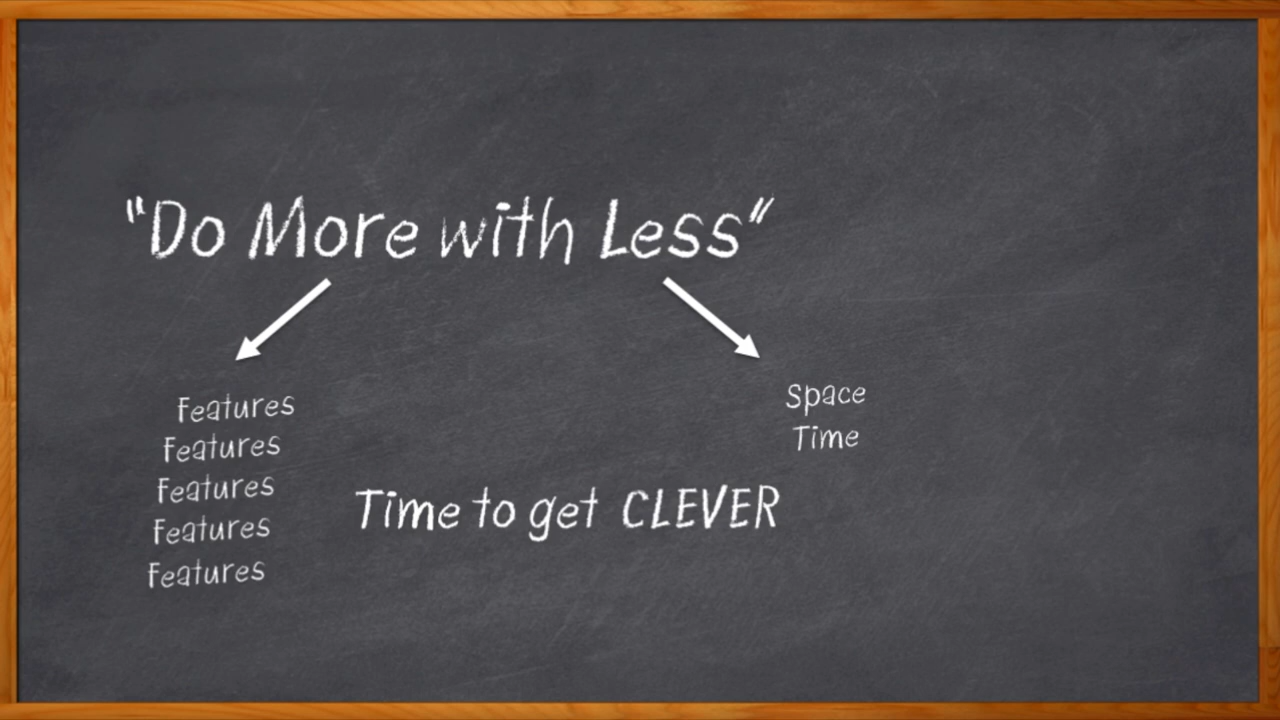 "Do More with Less"
Features
Features
Features
Features
Features
Space
Time
Time to get CLEVER